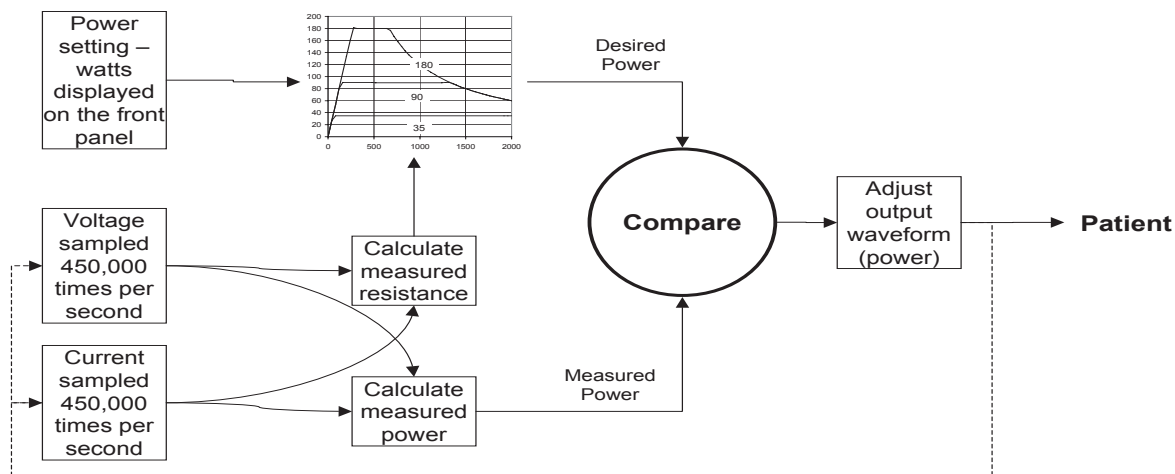 Power
setting –
watts
displayed
on the front
panel
200
180
160
140
120
100
80
60
40
20
0
180
90
35
0
500
1000
1500
2000
Desired
Power
Voltage
sampled
450,000
times per
second
Calculate
measured
resistance
Compare
Adjust
output
waveform
(power)
Patient
Current
sampled
450,000
times per
second
Calculate
measured
power
Measured
Power